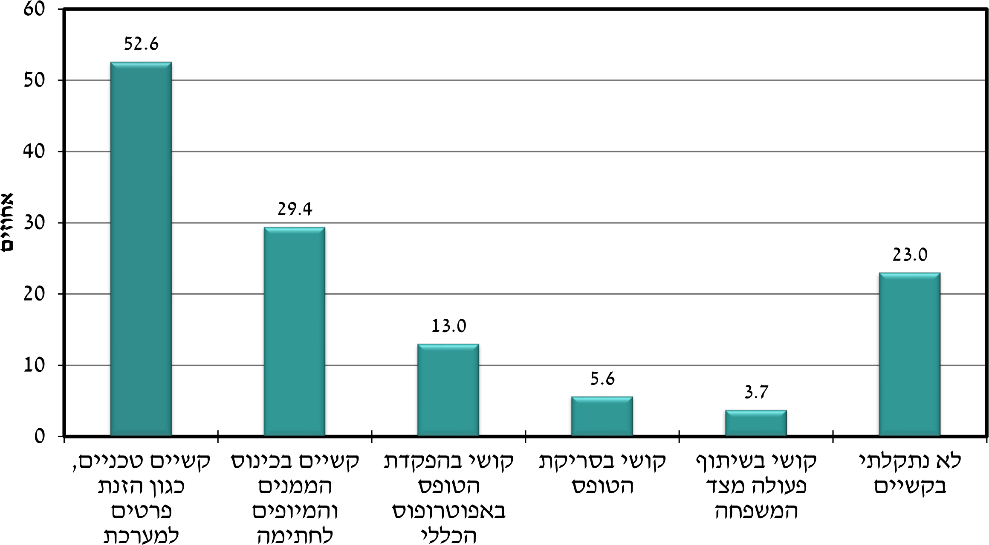 60
50
40
30
20
10
0
אחוזים
52.6
29.4
13.0
5.6
3.7
23.0
קשיים טכניים,
כגון הזנת
פרטים
למערכת
קשיים בכינוס
הממנים
והמיופים
לחתימה
קושי בהפקדת
הטופס
באפוטרופוס
הכללי
קושי בסריקת
הטופס
קושי בשיתוף
פעולה מצד
המשפחה
לא נתקלתי
בקשיים